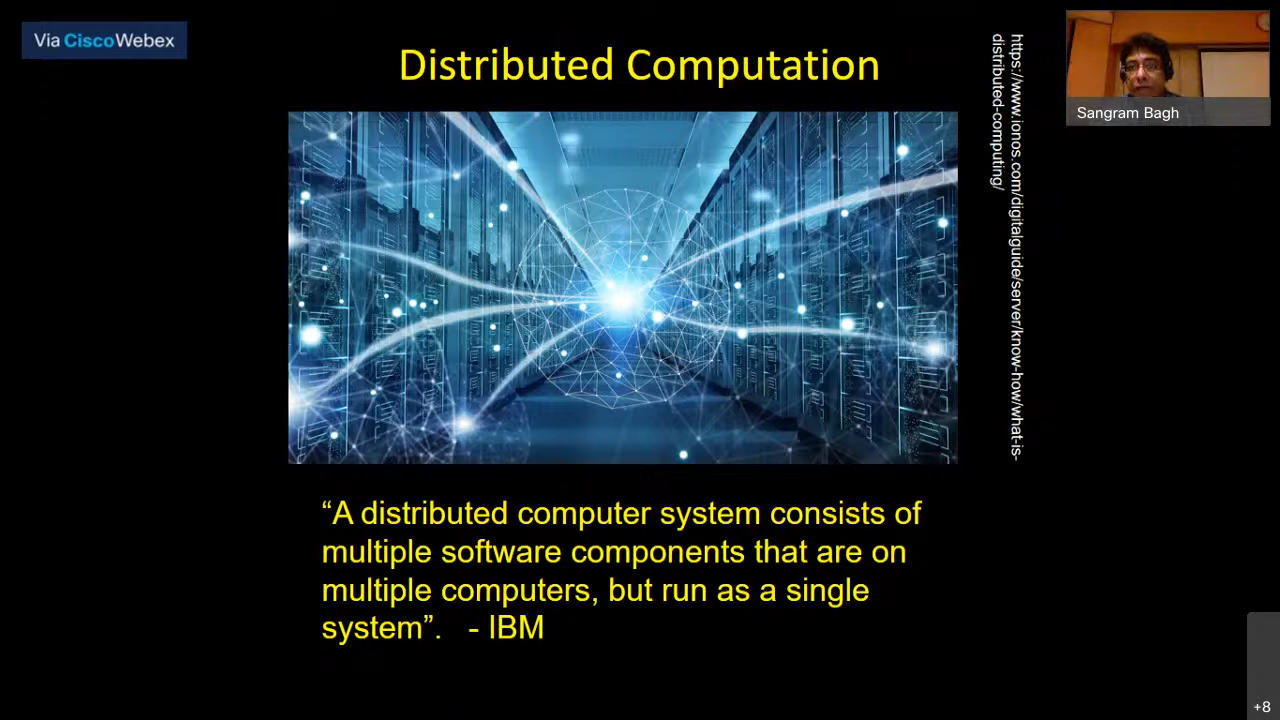 Via CiscoWebex
Distributed Computation
https://www.ionos.com/digitalguide/server/know-how/what-is-
distributed-computing/
Sangram Bagh
“A distributed computer system consists of
multiple software components that are on
multiple computers, but run as a single
system”. - IBM
+8